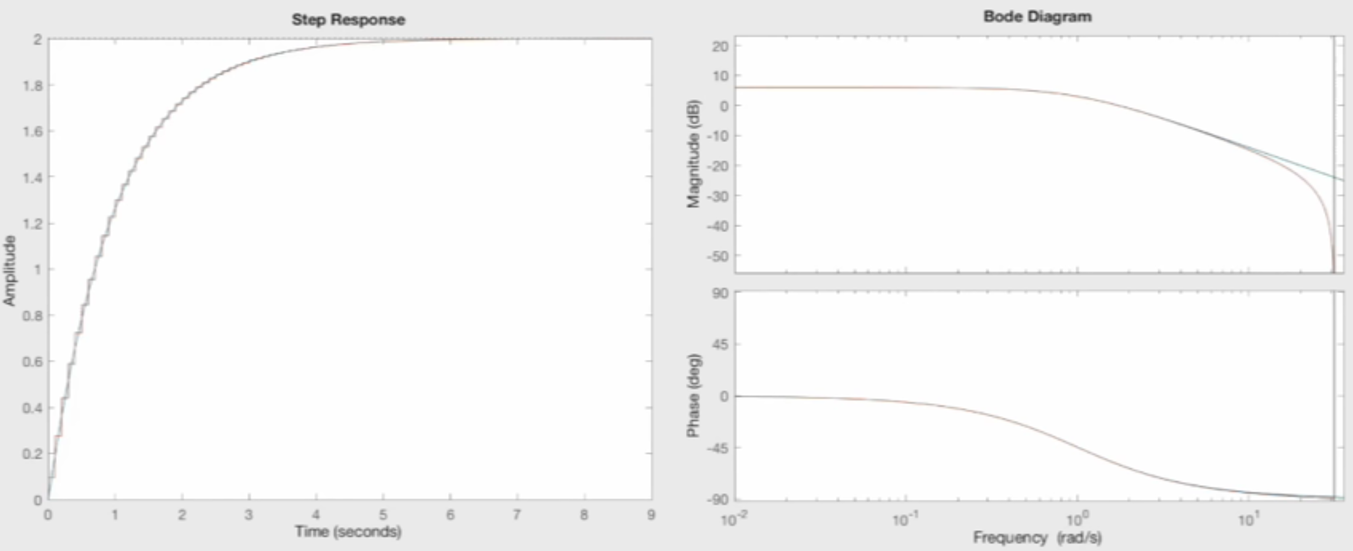 Step Response
Amplitude
2
1.8
1.6
1.4
1.2
1
0.8
0.6
0.4
0.2
0
0 1 2 3 4 5 6 7 8 9
Time (seconds)
Bode Diagram
Magnitude (dB)
20
10
0
-10
-20
-30
-40
-50
Phase (deg)
90
45
0
-45
-90
10-2 10-1 100 101
Frequency (rad/s)